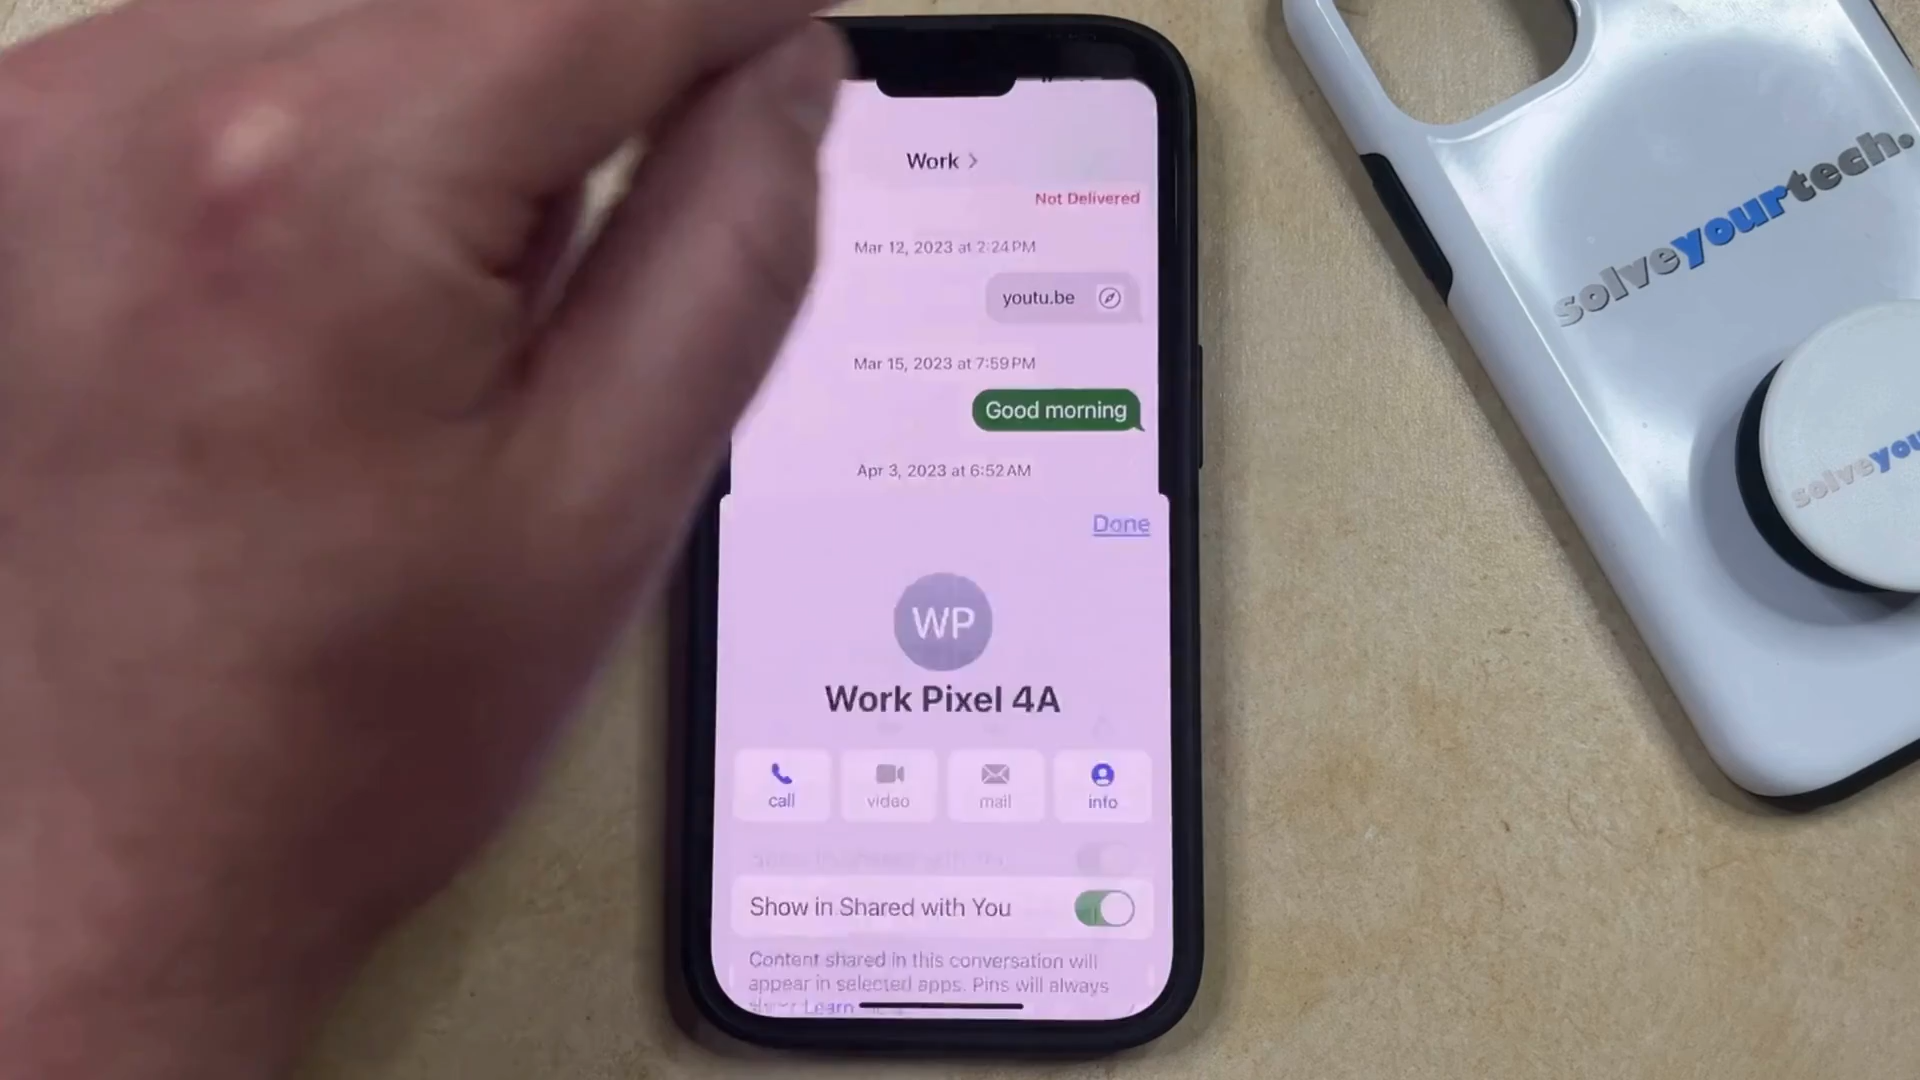 Work >
Not Delivered
Mar 12, 2023 at 2:24 PM
youtu.be
Mar 15, 2023 at 7:59 PM
Good morning
Apr 3, 2023 at 6:52 AM
Done
WP
Work Pixel 4A
call
video
mail
info
Show in Shared with You
Content shared in this conversation will
appear in selected apps. Pins will always
Learn
solveyourtech.
solveyou